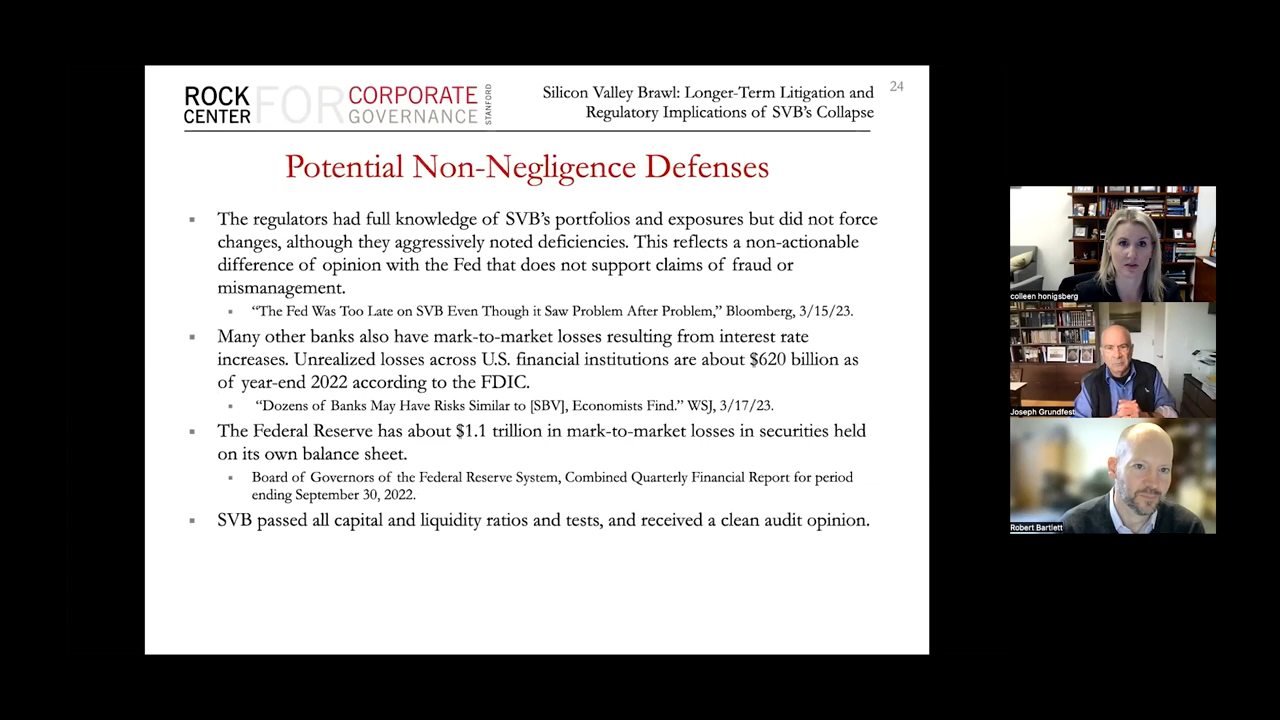 ROCK
CENTER
FOR
CORPORATE
GOVERNANCE
STANFORD
Silicon Valley Brawl: Longer-Term Litigation and
Regulatory Implications of SVB's Collapse
24
Potential Non-Negligence Defenses
The regulators had full knowledge of SVB's portfolios and exposures but did not force
changes, although they aggressively noted deficiencies. This reflects a non-actionable
difference of opinion with the Fed that does not support claims of fraud or
mismanagement.
“The Fed Was Too Late on SVB Even Though it Saw Problem After Problem,” Bloomberg, 3/15/23.
Many other banks also have mark-to-market losses resulting from interest rate
increases. Unrealized losses across U.S. financial institutions are about $620 billion as
of year-end 2022 according to the FDIC.
“Dozens of Banks May Have Risks Similar to [SBV], Economists Find.” WSJ, 3/17/23.
The Federal Reserve has about $1.1 trillion in mark-to-market losses in securities held
on its own balance sheet.
Board of Governors of the Federal Reserve System, Combined Quarterly Financial Report for period
ending September 30, 2022.
SVB passed all capital and liquidity ratios and tests, and received a clean audit opinion.
colleen honigsberg
Joseph Grundfest
Robert Bartlett